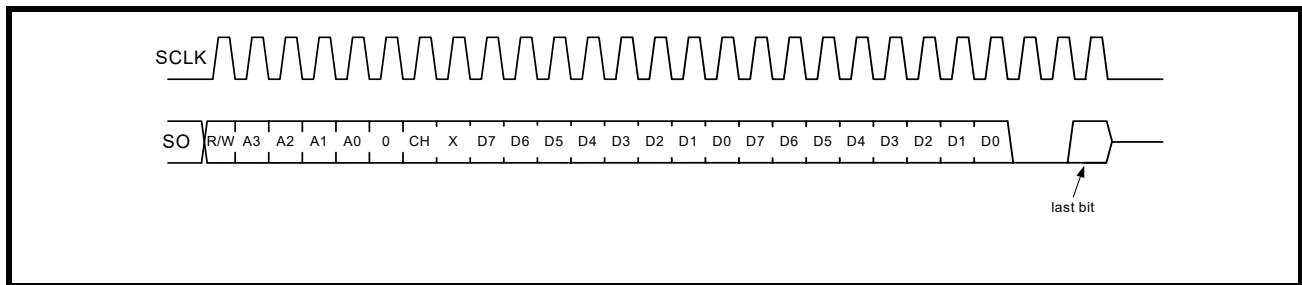 SCLK
SO R/W A3 A2 A1 A0 0 CH X D7 D6 D5 D4 D3 D2 D1 D0 D7 D6 D5 D4 D3 D2 D1 D0
last bit